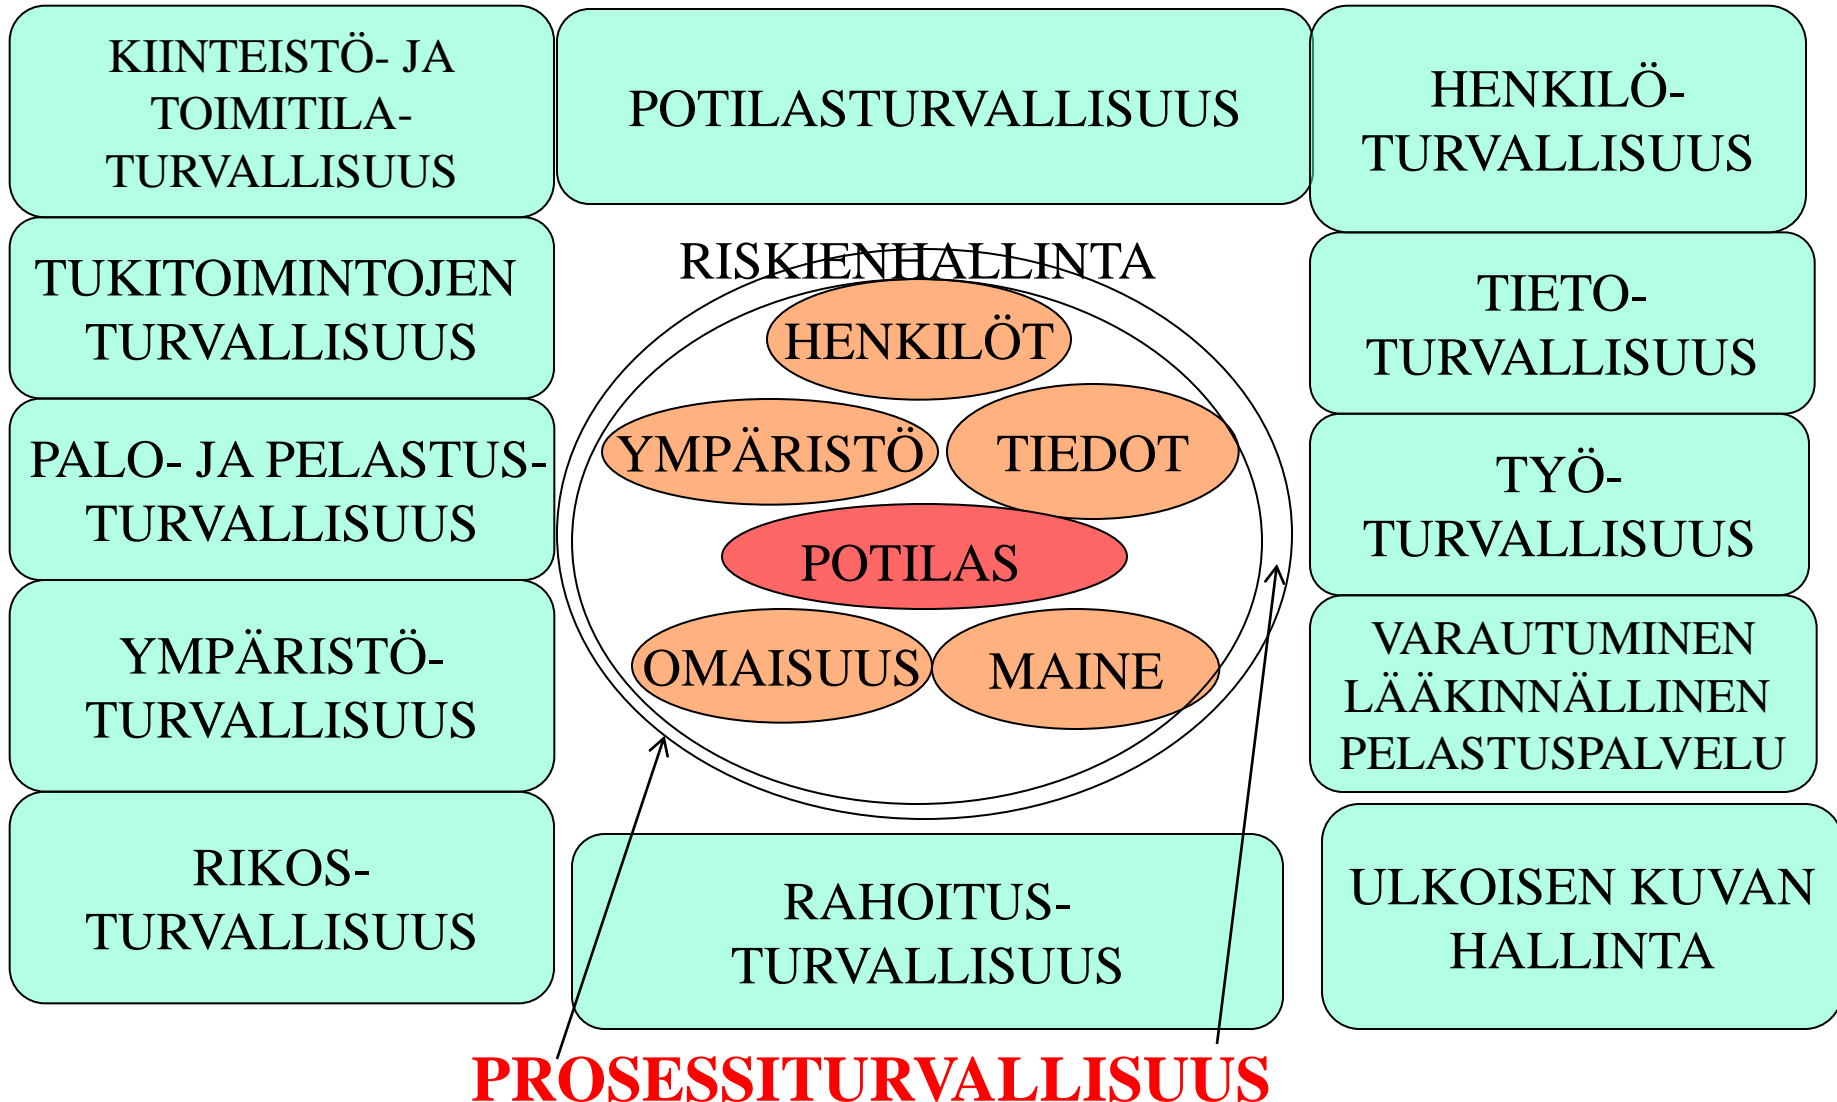 KIINTEISTÖ- JA
TOIMITILA-
TURVALLISUUS
POTILASTURVALLISUUS
HENKILÖ-
TURVALLISUUS
TUKITOIMINTOJEN
TURVALLISUUS
RISKIENHALLINTA
HENKILÖT
YMPÄRISTÖ
TIEDOT
POTILAS
OMAISUUS
MAINE
TIETO-
TURVALLISUUS
PALO- JA PELASTUS-
TURVALLISUUS
TYÖ-
TURVALLISUUS
YMPÄRISTÖ-
TURVALLISUUS
VARAUTUMINEN
LÄÄKINNÄLLINEN
PELASTUSPALVELU
RIKOS-
TURVALLISUUS
RAHOITUS-
TURVALLISUUS
ULKOISEN KUVAN
HALLINTA
PROSESSITURVALLISUUS